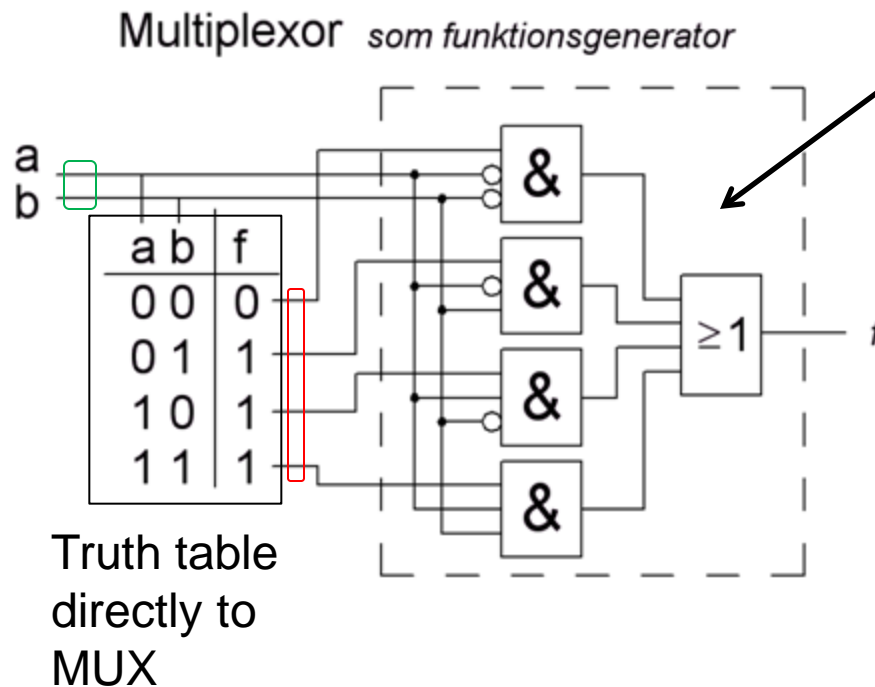 Multiplexor som funktionsgenerator
a
b
a b f
0 0 0
0 1 1
1 0 1
1 1 1
&
&
&
&
≥1
Truth table
directly to
MUX